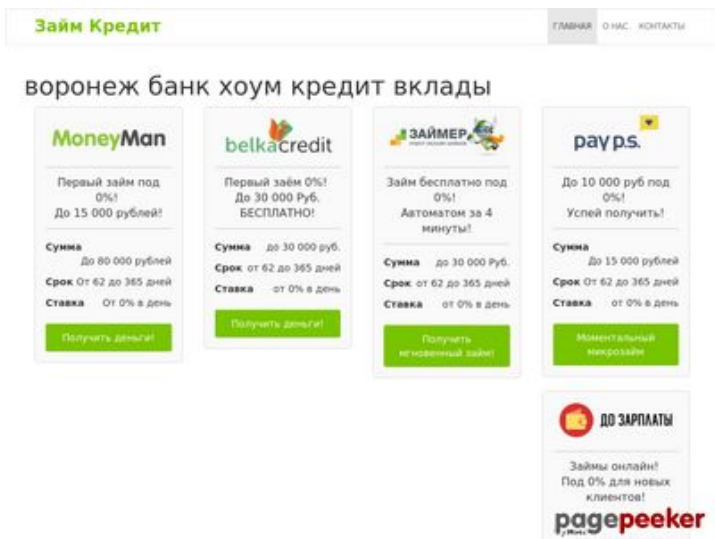 Займ Кредит
ГЛАВНАЯ О НАС КОНТАКТЫ
воронеж банк хоум кредит вклады
MoneyMan
Первый займ под
0%!
До 15 000 рублей!
Сумма
До 80 000 рублей
Срок От 62 до 365 дней
Ставка От 0% в день
Получить деньги!
belkacredit
Первый заём 0%!
До 30 000 Руб.
БЕСПЛАТНО!
Сумма до 30 000 руб.
Срок от 62 до 365 дней
Ставка от 0% в день
Получить деньги!
ЗАЙМЕР
Займ бесплатно под
0%!
Автоматом за 4
минуты!
Сумма до 30 000 Руб.
Срок от 62 до 365 дней
Ставка от 0% в день
Получить
мгновенный займ!
pay p.s.
До 10 000 руб под
0%!
Успей получить!
Сумма
До 15 000 рублей
Срок От 62 до 365 дней
Ставка От 0% в день
Моментальный
микрозайм
ДО ЗАРПЛАТЫ
Займы онлайн!
Под 0% для новых
клиентов!
pagepeeker